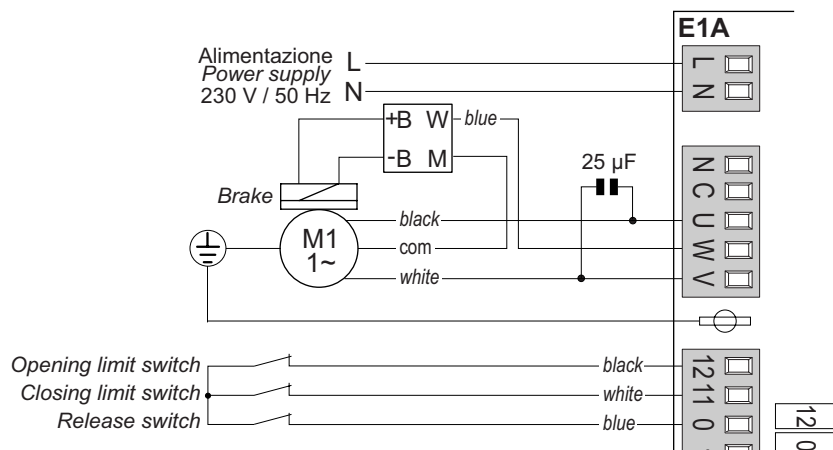 E1A
Alimentazione L
Power supply
230 V / 50 Hz N
L
N
+B W blue
-B M
25 µF
Brake
N
C
black U
M1 com W
1~
white V
Opening limit switch black 12
Closing limit switch white 11
Release switch blue 0
12
0